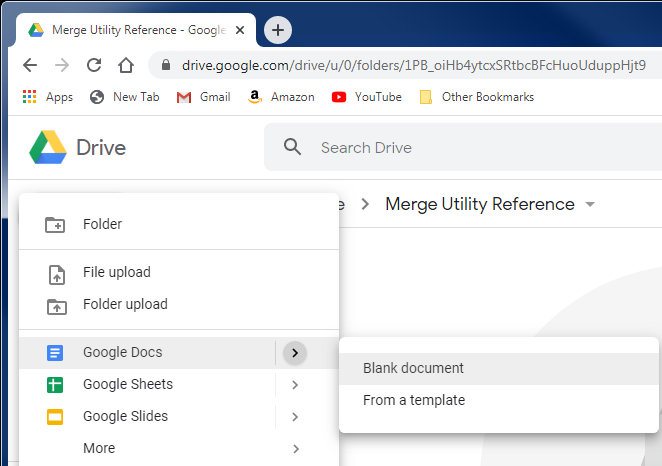 Merge Utility Reference - Google
drive.google.com/drive/u/0/folders/1PB_oiHb4ytcxSRtbcBFcHuoUduppHjt9
Apps New Tab Gmail Amazon YouTube Other Bookmarks
Drive Search Drive
e > Merge Utility Reference
Folder
File upload
Folder upload
Google Docs
Blank document
Google Sheets
From a template
Google Slides
More